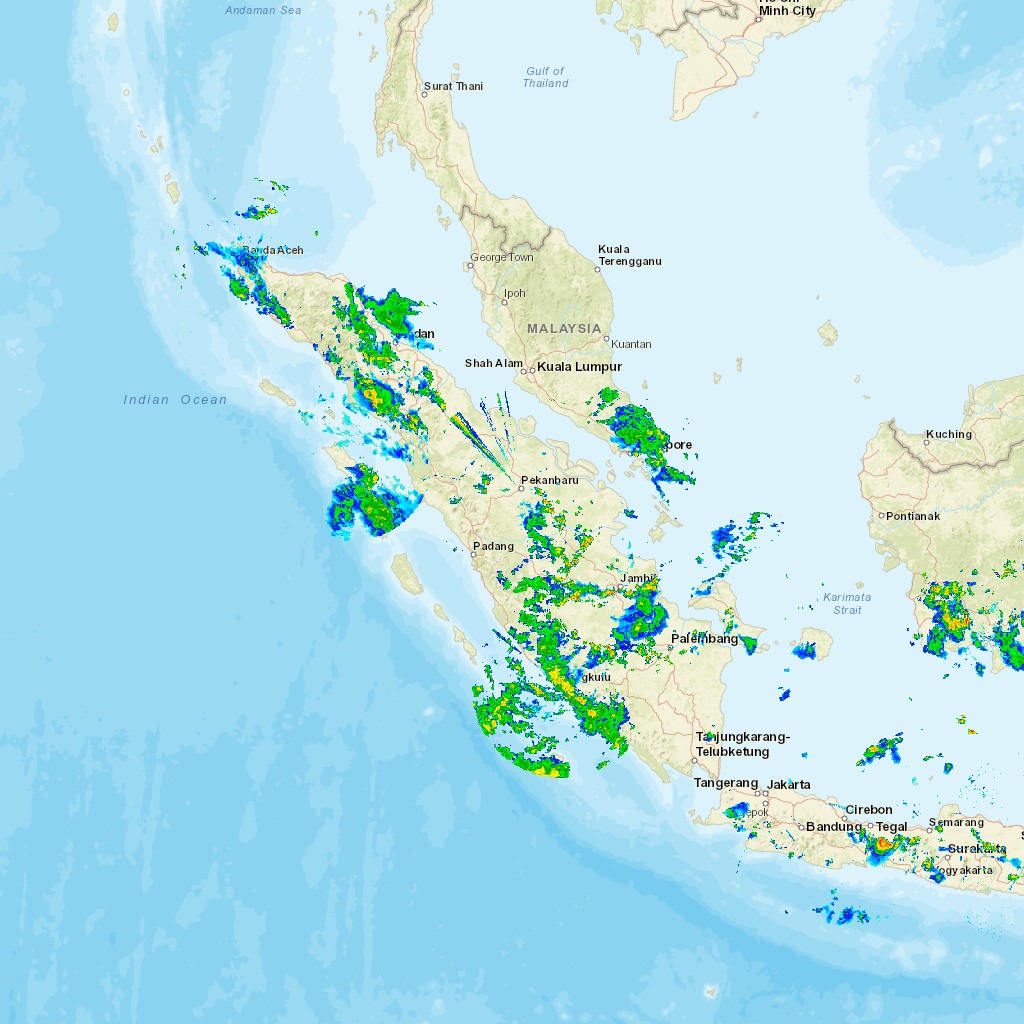 Andaman Sea
Minh City
Gulf of
Thailand
Surat Thani
Banda Aceh
George Town
Kuala
Terengganu
Ipoh
MALAYSIA
dan
Kuantan
Shah Alam
Kuala Lumpur
Indian Ocean
pore
Kuching
Pekanbaru
Pontianak
Padang
Jambi
Karimata
Strait
Palembang
gkulu
Tanjungkarang-
Telubketung
Tangerang
Jakarta
epok
Cirebon
Bandung
Tegal
Semarang
Surakarta
ogyakarta